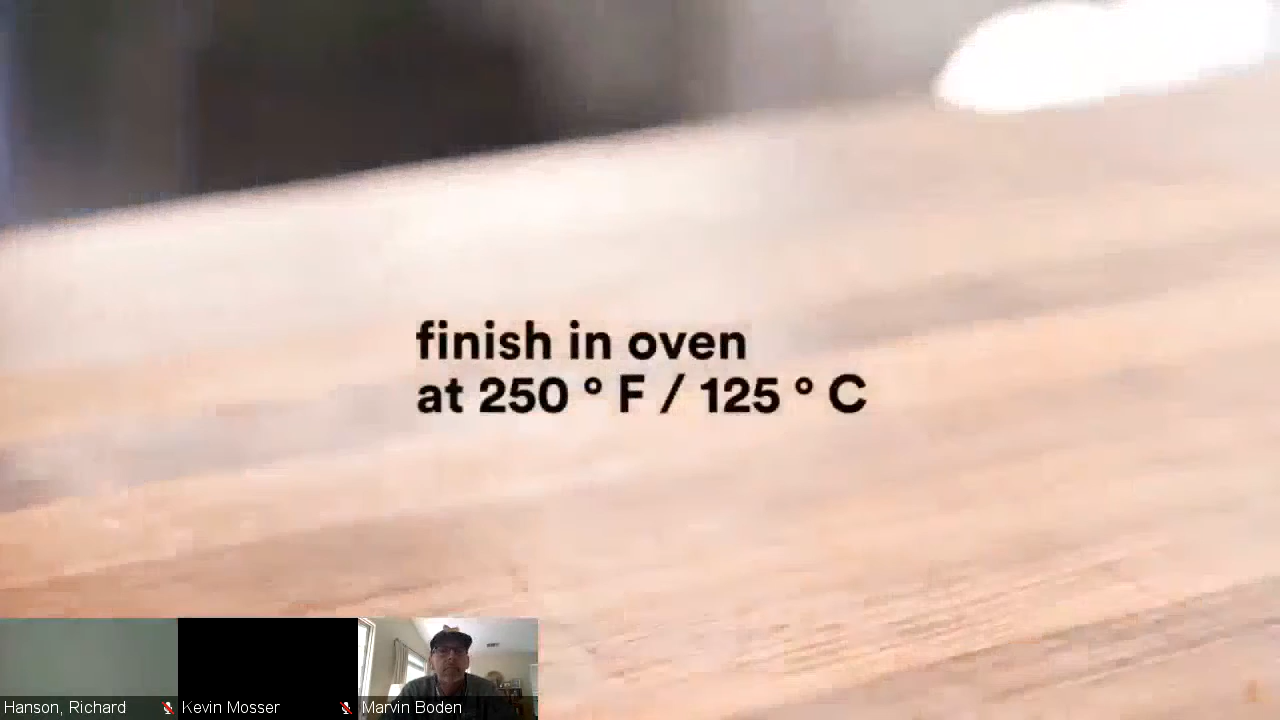 finish in oven
at 250 ° F / 125 ° C
Hanson, Richard
Kevin Mosser
Marvin Boden